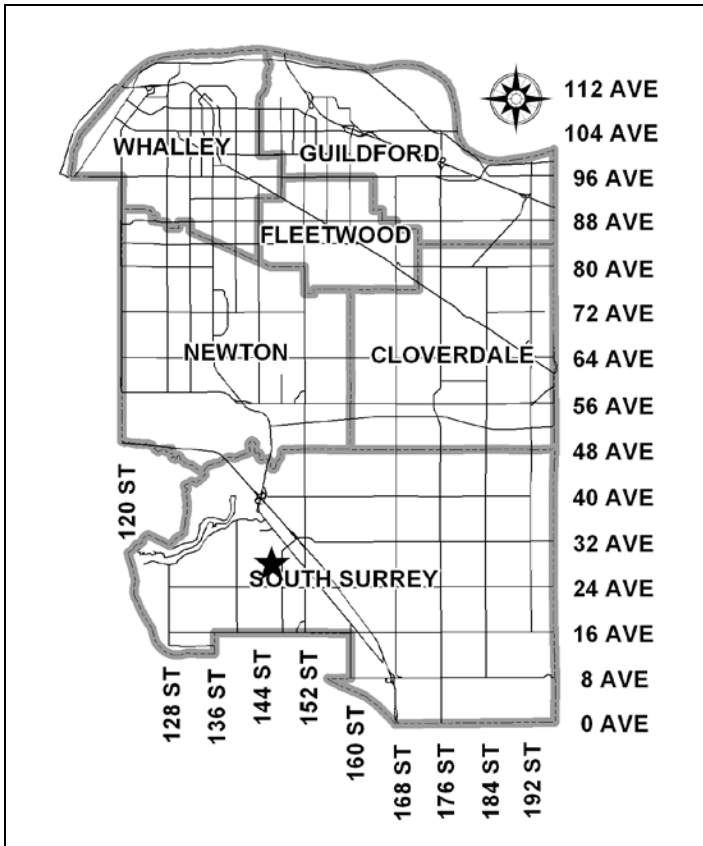 112 AVE
104 AVE
WHALLEY
GUILDFORD
96 AVE
88 AVE
FLEETWOOD
80 AVE
72 AVE
NEWTON
CLOVERDALE
64 AVE
56 AVE
48 AVE
120 ST
40 AVE
32 AVE
SOUTH SURREY
24 AVE
16 AVE
128 ST
136 ST
144 ST
152 ST
160 ST
8 AVE
0 AVE
168 ST
176 ST
184 ST
192 ST